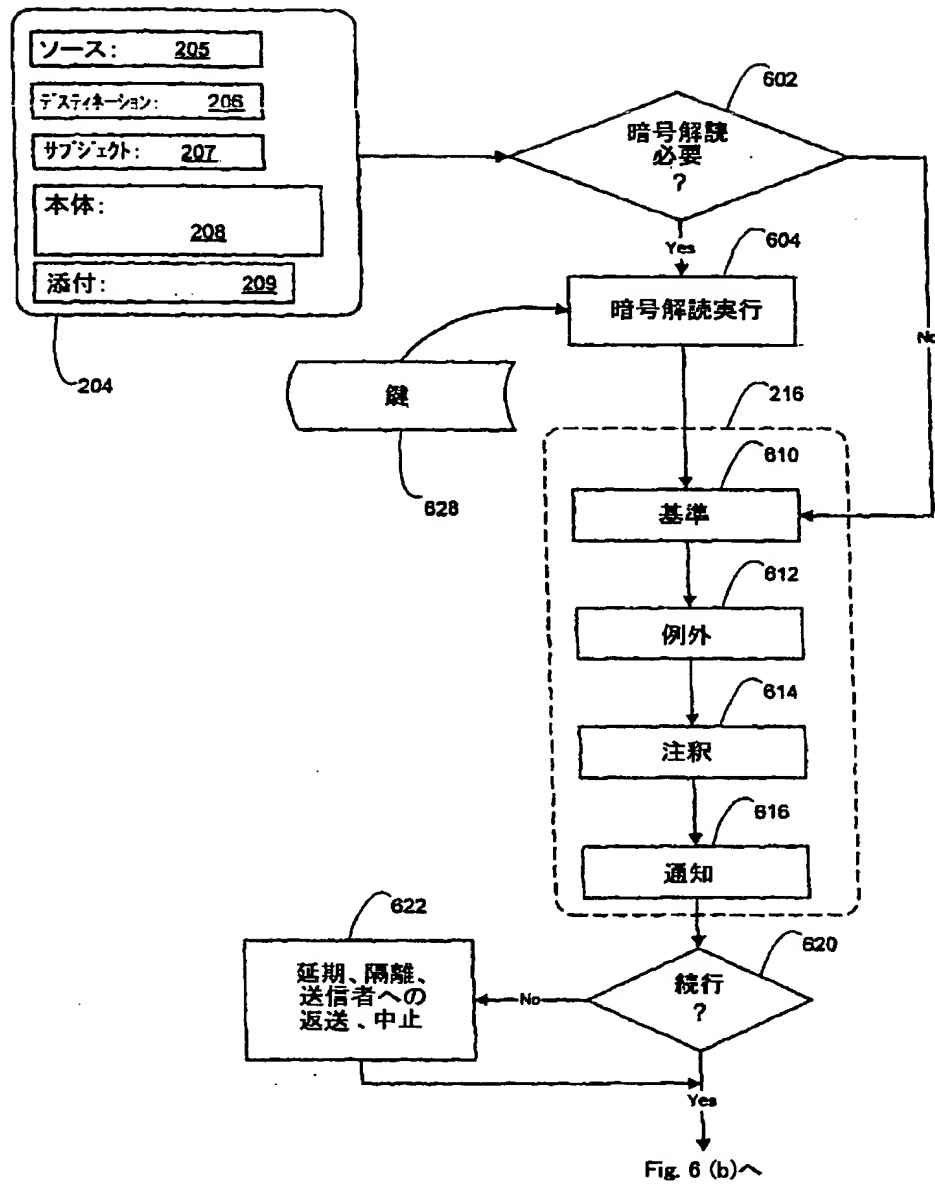 ソース: 205
デスティネーション: 206
サブジェクト: 207
本体:
208
添付: 209
204
602
暗号解読
必要
?
Yes
No
604
暗号解読実行
鍵
628
216
610
基準
612
例外
614
注釈
616
通知
622
延期、隔離、
送信者への
返送、中止
620
続行
?
No
Yes
Fig. 6 (b)へ